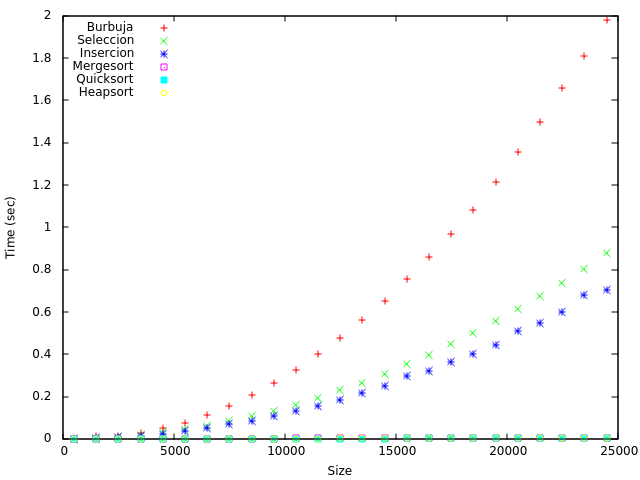 2
1.8
1.6
1.4
1.2
1
0.8
0.6
0.4
0.2
0
Time (sec)
Burbuja
Seleccion
Insercion
Mergesort
Quicksort
Heapsort
0 5000 10000 15000 20000 25000
Size